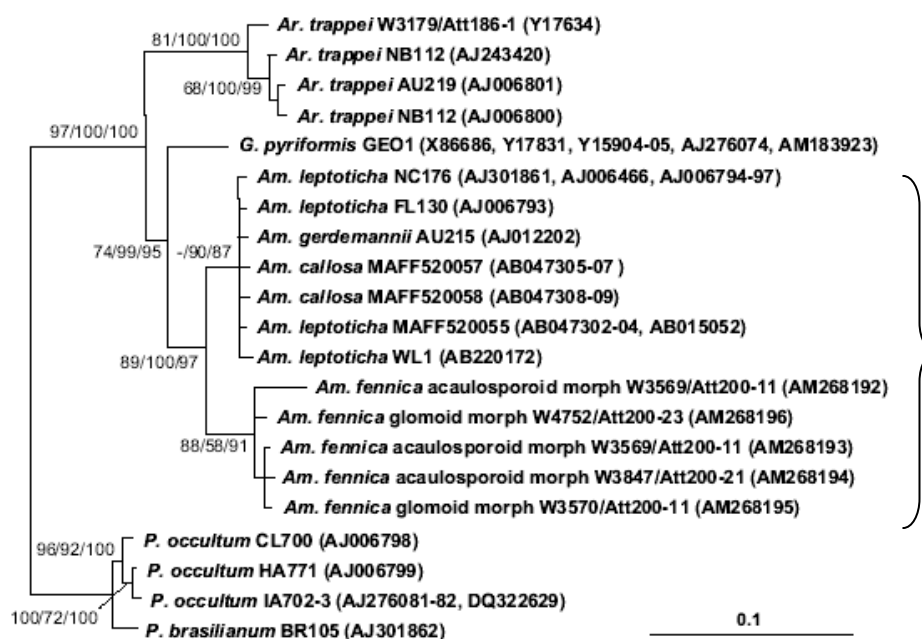 Ar. trappei W3179/Att186-1 (Y17634)
81/100/100
Ar. trappei NB112 (AJ243420)
Ar. trappei AU219 (AJ006801)
68/100/99
Ar. trappei NB112 (AJ006800)
97/100/100
G. pyriformis GEO1 (X86686, Y17831, Y15904-05, AJ276074, AM183923)
Am. leptoticha NC176 (AJ301861, AJ006466, AJ006794-97)
Am. leptoticha FL130 (AJ006793)
Am. gerdemannii AU215 (AJ012202)
74/99/95
-/90/87
Am. callosa MAFF520057 (AB047305-07 )
Am. callosa MAFF520058 (AB047308-09)
Am. leptoticha MAFF520055 (AB047302-04, AB015052)
Am. leptoticha WL1 (AB220172)
89/100/97
Am. fennica acaulosporoid morph W3569/Att200-11 (AM268192)
Am. fennica glomoid morph W4752/Att200-23 (AM268196)
88/58/91
Am. fennica acaulosporoid morph W3569/Att200-11 (AM268193)
Am. fennica acaulosporoid morph W3847/Att200-21 (AM268194)
Am. fennica glomoid morph W3570/Att200-11 (AM268195)
P. occultum CL700 (AJ006798)
96/92/100
P. occultum HA771 (AJ006799)
P. occultum IA702-3 (AJ276081-82, DQ322629)
100/72/100
P. brasilianum BR105 (AJ301862)
0.1